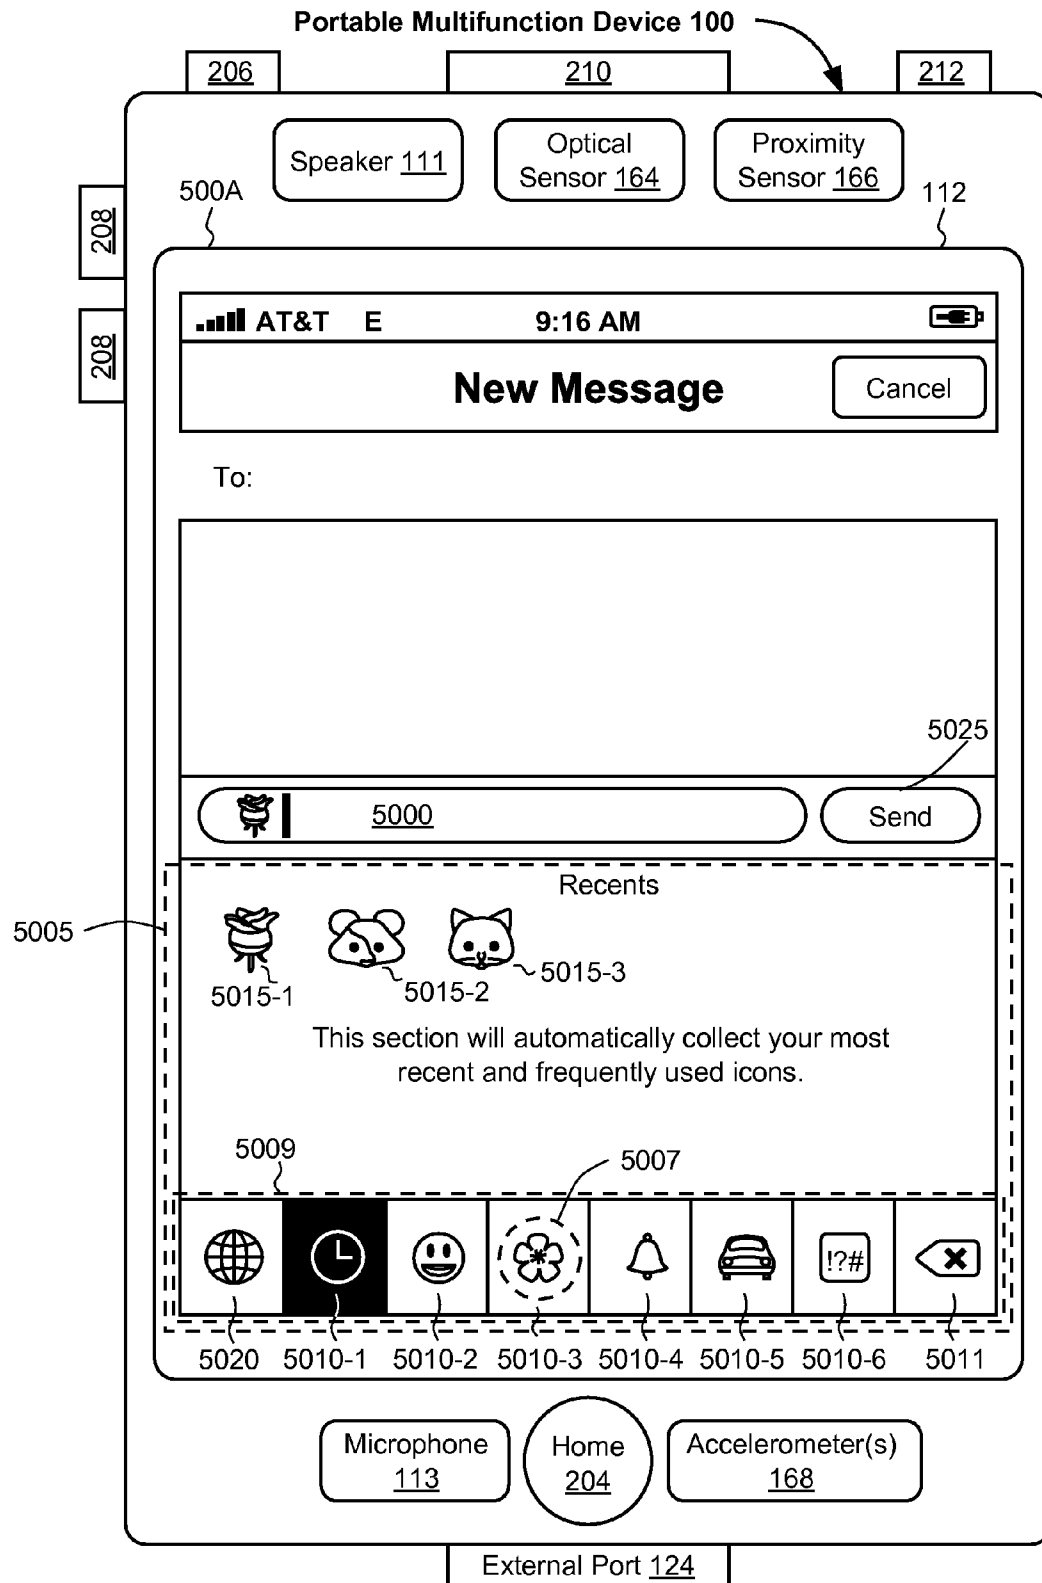 Portable Multifunction Device 100
206
210
212
Speaker 111
Optical
Sensor 164
Proximity
Sensor 166
500A
112
208
208
AT&T E 9:16 AM
New Message
Cancel
To:
5025
5000
Send
Recents
5005
5015-1
5015-2
5015-3
This section will automatically collect your most
recent and frequently used icons.
5009
5007
!?#
5020 5010-1 5010-2 5010-3 5010-4 5010-5 5010-6 5011
Microphone
113
Home
204
Accelerometer(s)
168
External Port 124